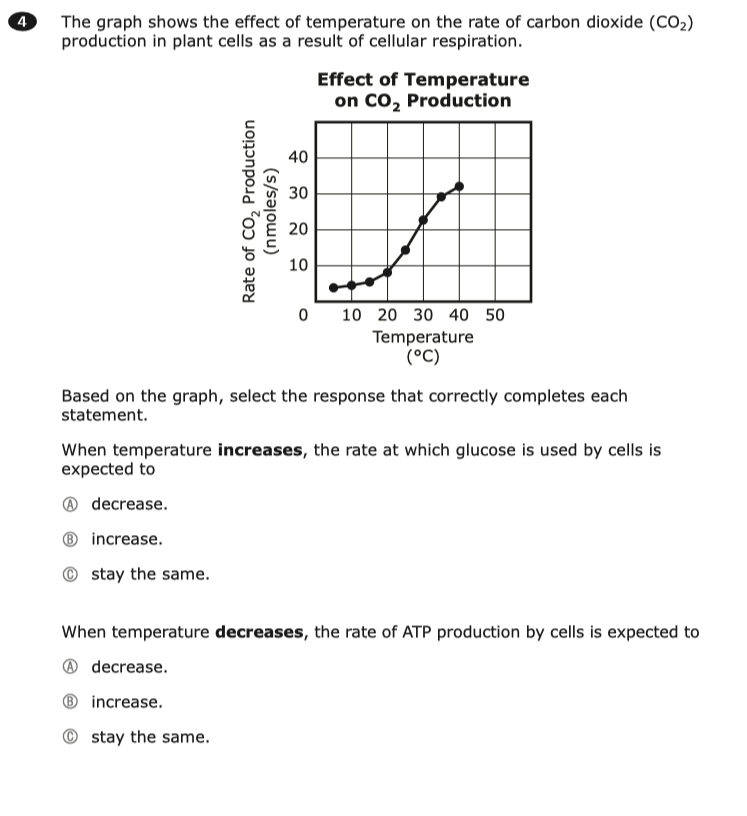 4 The graph shows the effect of temperature on the rate of carbon dioxide (CO₂)
production in plant cells as a result of cellular respiration.
Effect of Temperature
on CO₂ Production
Rate of CO₂ Production
(nmoles/s)
40
30
20
10
0 10 20 30 40 50
Temperature
(°C)
Based on the graph, select the response that correctly completes each
statement.
When temperature increases, the rate at which glucose is used by cells is
expected to
Ⓐ decrease.
Ⓑ increase.
Ⓒ stay the same.
When temperature decreases, the rate of ATP production by cells is expected to
Ⓐ decrease.
Ⓑ increase.
Ⓒ stay the same.